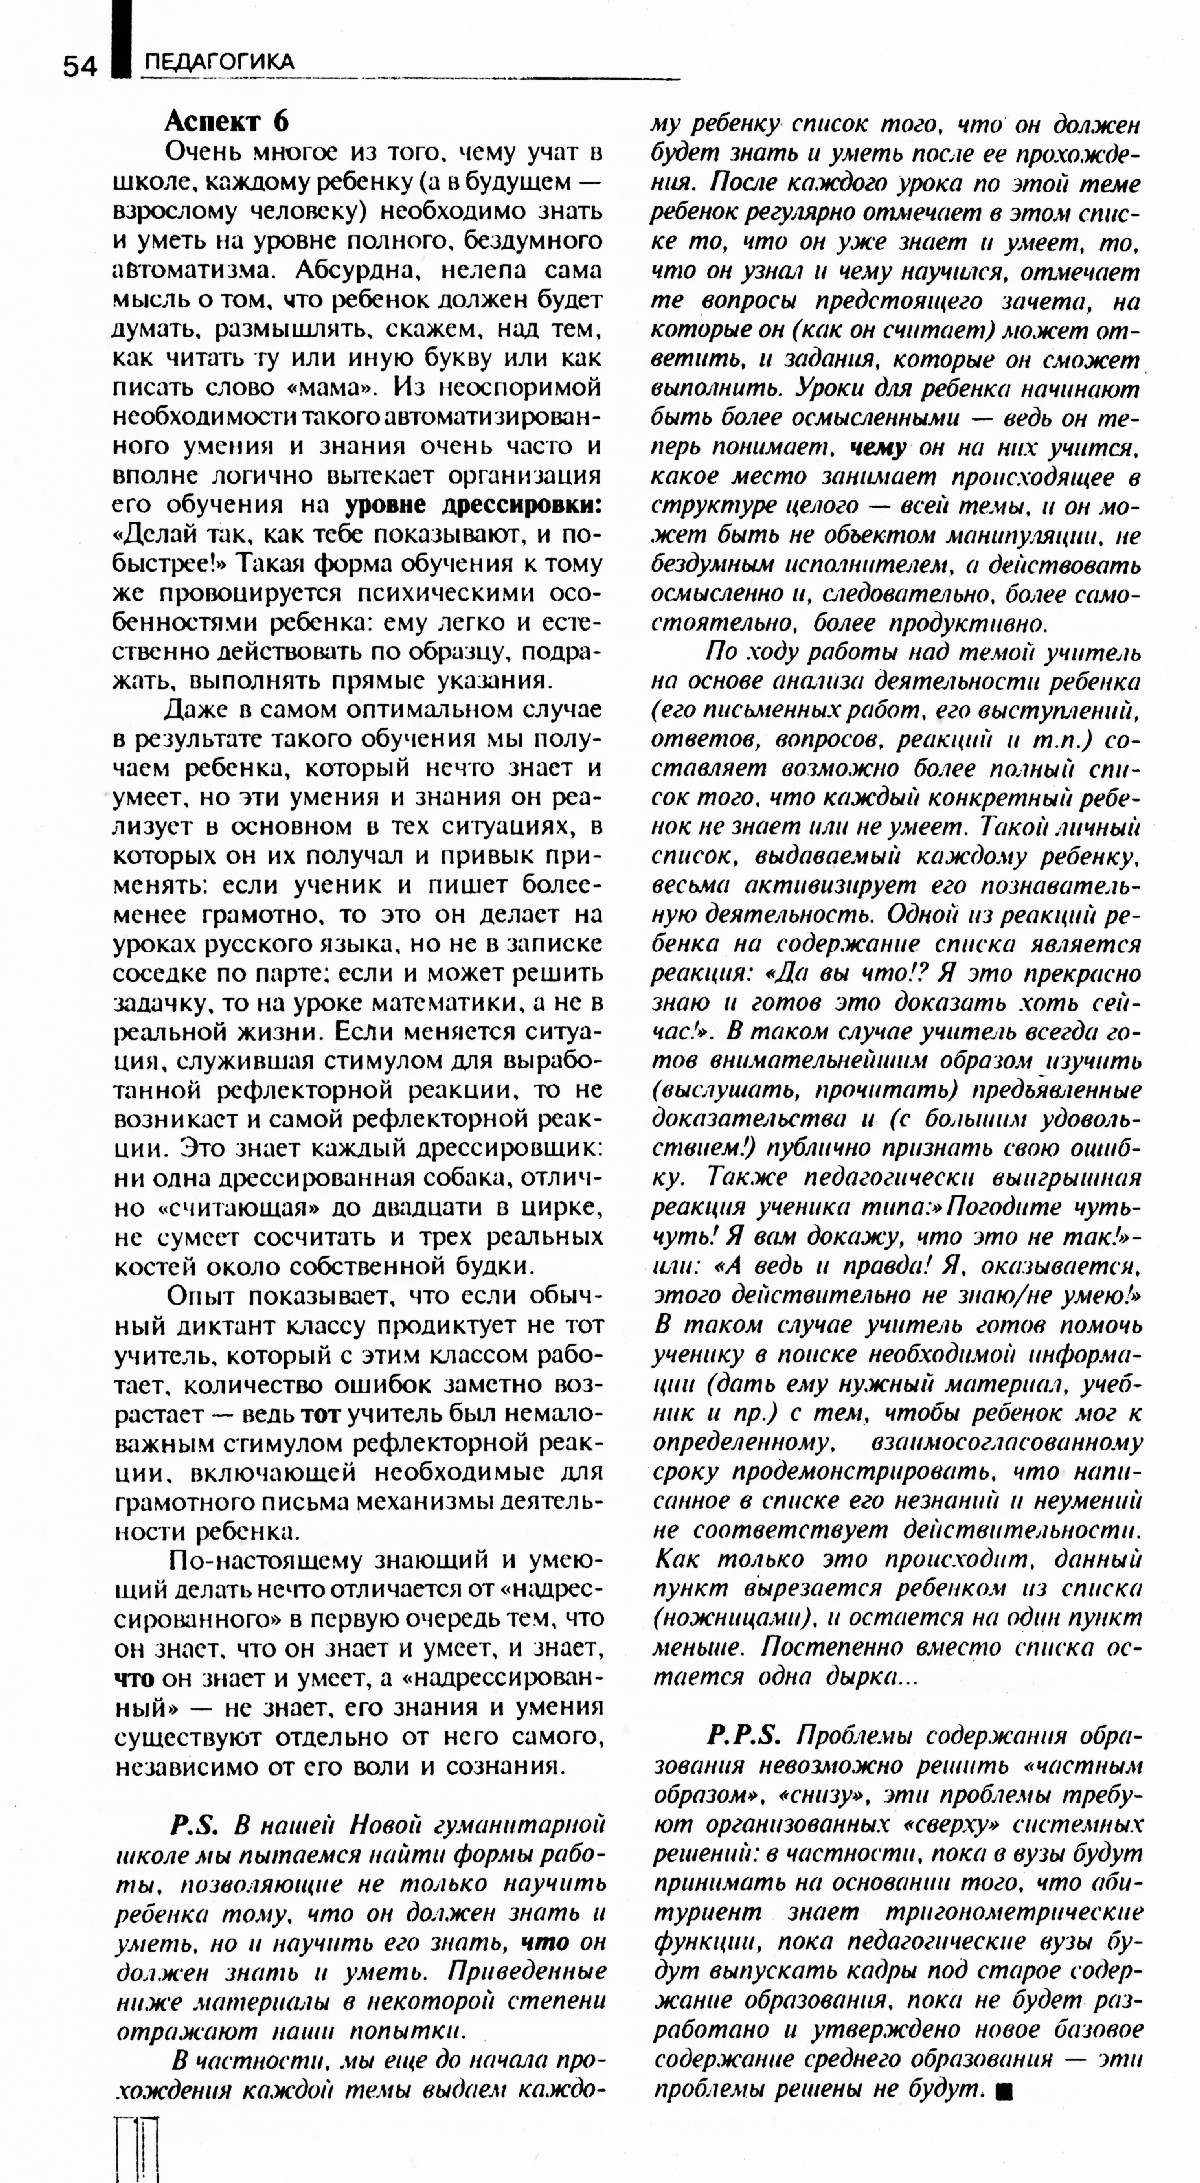 54
ПЕДАГОГИКА
Аспект 6
Очень многое из того, чему учат в
школе, каждому ребенку (а в будущем —
взрослому человеку) необходимо знать
и уметь на уровне полного, бездумного
автоматизма. Абсурдна, нелепа сама
мысль о том, что ребенок должен будет
думать, размышлять, скажем, над тем,
как читать ту или иную букву или как
писать слово «мама». Из неоспоримой
необходимости такого автоматизирован-
ного умения и знания очень часто и
вполне логично вытекает организация
его обучения на уровне дрессировки:
«Делай так, как тебе показывают, и по-
быстрее!» Такая форма обучения к тому
же провоцируется психическими осо-
бенностями ребенка: ему легко и есте-
ственно действовать по образцу, подра-
жать, выполнять прямые указания.
Даже в самом оптимальном случае
в результате такого обучения мы полу-
чаем ребенка, который нечто знает и
умеет, но эти умения и знания он реа-
лизует в основном в тех ситуациях, в
которых он их получал и привык при-
менять: если ученик и пишет более-
менее грамотно, то это он делает на
уроках русского языка, но не в записке
соседке по парте; если и может решить
задачку, то на уроке математики, а не в
реальной жизни. Если меняется ситуа-
ция, служившая стимулом для вырабо-
танной рефлекторной реакции, то не
возникает и самой рефлекторной реак-
ции. Это знает каждый дрессировщик:
ни одна дрессированная собака, отлич-
но «считающая» до двадцати в цирке,
не сумеет сосчитать и трех реальных
костей около собственной будки.
Опыт показывает, что если обыч-
ный диктант классу продиктует не тот
учитель, который с этим классом рабо-
тает, количество ошибок заметно воз-
растает — ведь тот учитель был немало-
важным стимулом рефлекторной реак-
ции, включающей необходимые для
грамотного письма механизмы деятель-
ности ребенка.
По-настоящему знающий и умею-
щий делать нечто отличается от «надрес-
сированного» в первую очередь тем, что
он знает, что он знает и умеет, и знает,
что он знает и умеет, а «надрессирован-
ный» — не знает, его знания и умения
существуют отдельно от него самого,
независимо от его воли и сознания.
P.S. В нашей Новой гуманитарной
школе мы пытаемся найти формы рабо-
ты, позволяющие не только научить
ребенка тому, что он должен знать и
уметь, но и научить его знать, что он
должен знать и уметь. Приведенные
ниже материалы в некоторой степени
отражают наши попытки.
В частности, мы еще до начала про-
хождения каждой темы выдаем каждо-
му ребенку список того, что он должен
будет знать и уметь после ее прохожде-
ния. После каждого урока по этой теме
ребенок регулярно отмечает в этом спис-
ке то, что он уже знает и умеет, то,
что он узнал и чему научился, отмечает
те вопросы предстоящего зачета, на
которые он (как он считает) может от-
ветить, и задания, которые он сможет
выполнить. Уроки для ребенка начинают
быть более осмысленными — ведь он те-
перь понимает, чему он на них учится,
какое место занимает происходящее в
структуре целого — всей темы, и он мо-
жет быть не объектом манипуляции, не
бездумным исполнителем, а действовать
осмысленно и, следовательно, более само-
стоятельно, более продуктивно.
По ходу работы над темой учитель
на основе анализа деятельности ребенка
(его письменных работ, его выступлений,
ответов, вопросов, реакций и т.п.) со-
ставляет возможно более полный спи-
сок того, что каждый конкретный ребе-
нок не знает или не умеет. Такой личный
список, выдаваемый каждому ребенку,
весьма активизирует его познаватель-
ную деятельность. Одной из реакций ре-
бенка на содержание списка является
реакция: «Да вы что!? Я это прекрасно
знаю и готов это доказать хоть сей-
час!». В таком случае учитель всегда го-
тов внимательнейшим образом изучить
(выслушать, прочитать) предъявленные
доказательства и (с большим удоволь-
ствием!) публично признать свою ошиб-
ку. Также педагогически выигрышная
реакция ученика типа:»Погодите чуть-
чуть! Я вам докажу, что это не так!»-
или: «А ведь и правда! Я, оказывается,
этого действительно не знаю/не умею!»
В таком случае учитель готов помочь
ученику в поиске необходимой информа-
ции (дать ему нужный материал, учеб-
ник и пр.) с тем, чтобы ребенок мог к
определенному, взаимосогласованному
сроку продемонстрировать, что напи-
санное в списке его незнаний и неумений
не соответствует действительности.
Как только это происходит, данный
пункт вырезается ребенком из списка
(ножницами), и остается на один пункт
меньше. Постепенно вместо списка ос-
тается одна дырка...
P.P.S. Проблемы содержания обра-
зования невозможно решить «частным
образом», «снизу», эти проблемы требу-
ют организованных «сверху» системных
решений: в частности, пока в вузы будут
принимать на основании того, что аби-
туриент знает тригонометрические
функции, пока педагогические вузы бу-
дут выпускать кадры под старое содер-
жание образования, пока не будет раз-
работано и утверждено новое базовое
содержание среднего образования — эти
проблемы решены не будут. ■